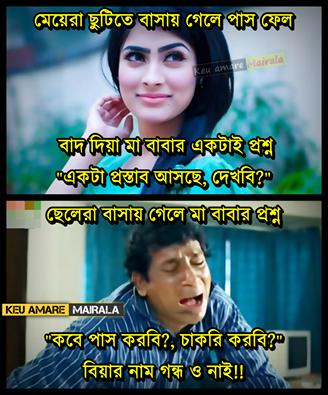 মেয়েরা ছুটিতে বাসায় গেলে পাস ফেল
Keu amare Mairala
বাদ দিয়া মা বাবার একটাই প্রশ্ন
"একটা প্রস্তাব আসছে, দেখবি?"
ছেলেরা বাসায় গেলে মা বাবার প্রশ্ন
KEU AMARE MAIRALA
"কবে পাস করবি?, চাকরি করবি?"
বিয়ার নাম গন্ধ ও নাই!!